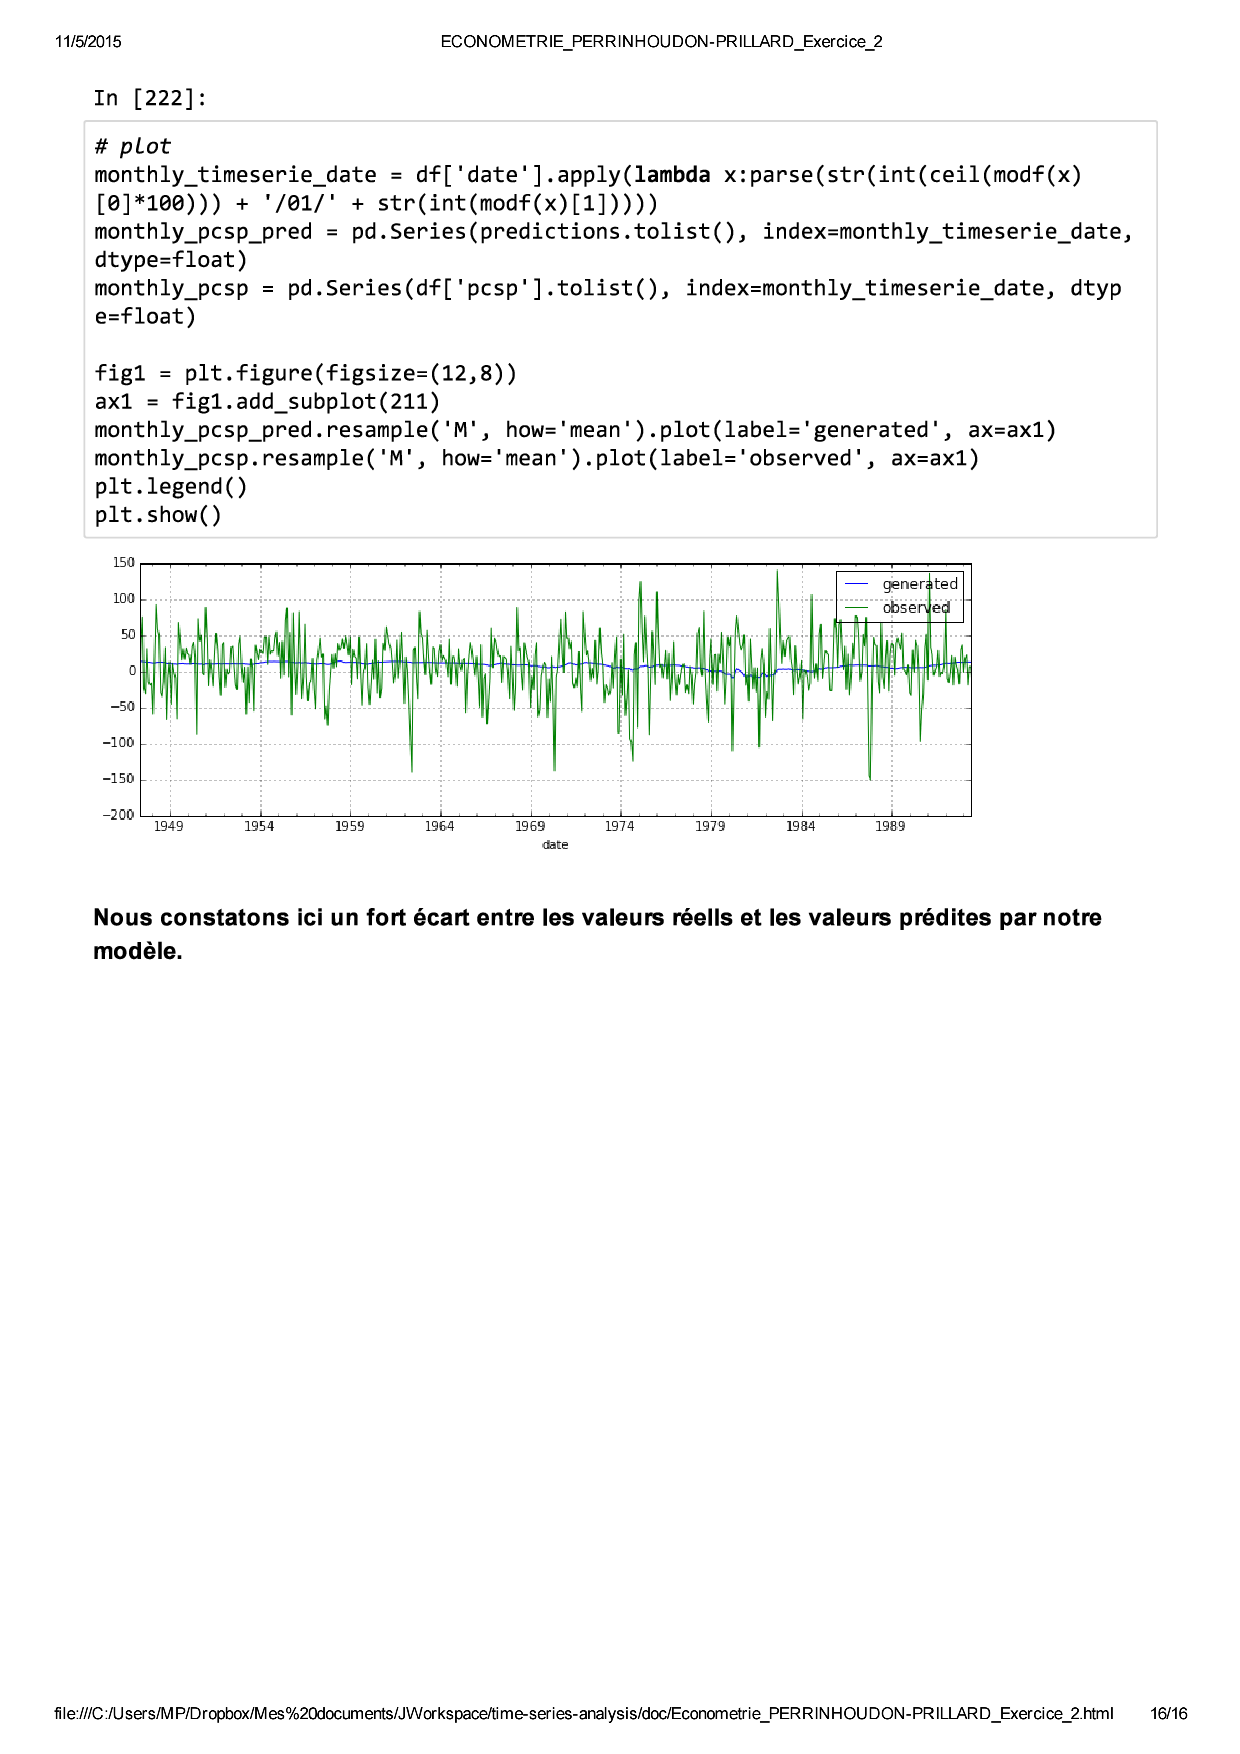 11/5/2015 ECONOMETRIE_PERRINHOUDON-PRILLARD_Exercice_2
In [222]:
# plot
monthly_timeserie_date = df['date'].apply(lambda x:parse(str(int(ceil(modf(x)
[0]*100))) + '/01/' + str(int(modf(x)[1]))))
monthly_pcsp_pred = pd.Series(predictions.tolist(), index=monthly_timeserie_date,
dtype=float)
monthly_pcsp = pd.Series(df['pcsp'].tolist(), index=monthly_timeserie_date, dtyp
e=float)
fig1 = plt.figure(figsize=(12,8))
ax1 = fig1.add_subplot(211)
monthly_pcsp_pred.resample('M', how='mean').plot(label='generated', ax=ax1)
monthly_pcsp.resample('M', how='mean').plot(label='observed', ax=ax1)
plt.legend()
plt.show()
150
100
50
0
−50
−100
−150
−200
generated
observed
1949 1954 1959 1964 1969 1974 1979 1984 1989
date
Nous constatons ici un fort écart entre les valeurs réells et les valeurs prédites par notre
modèle.
file:///C:/Users/MP/Dropbox/Mes%20documents/JWorkspace/time-series-analysis/doc/Econometrie_PERRINHOUDON-PRILLARD_Exercice_2.html 16/16